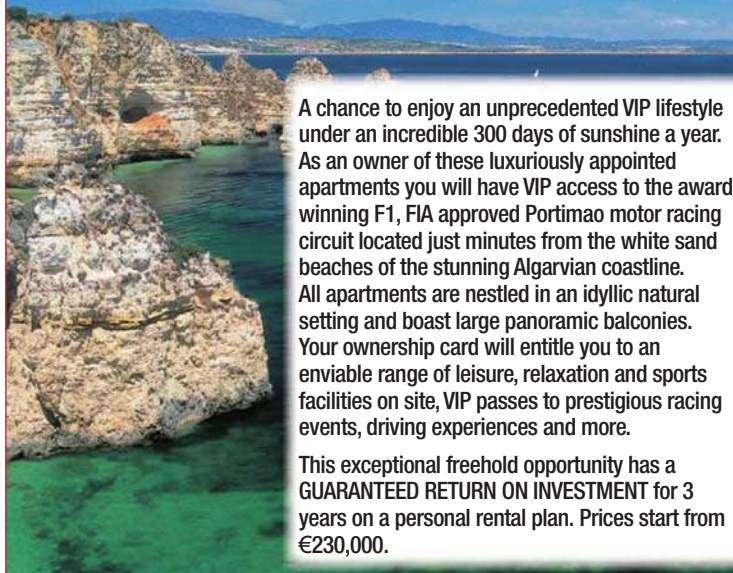 A chance to enjoy an unprecedented VIP lifestyle
under an incredible 300 days of sunshine a year.
As an owner of these luxuriously appointed
apartments you will have VIP access to the award
winning F1, FIA approved Portimao motor racing
circuit located just minutes from the white sand
beaches of the stunning Algarvian coastline.
All apartments are nestled in an idyllic natural
setting and boast large panoramic balconies.
Your ownership card will entitle you to an
enviable range of leisure, relaxation and sports
facilities on site, VIP passes to prestigious racing
events, driving experiences and more.
This exceptional freehold opportunity has a
GUARANTEED RETURN ON INVESTMENT for 3
years on a personal rental plan. Prices start from
€230,000.